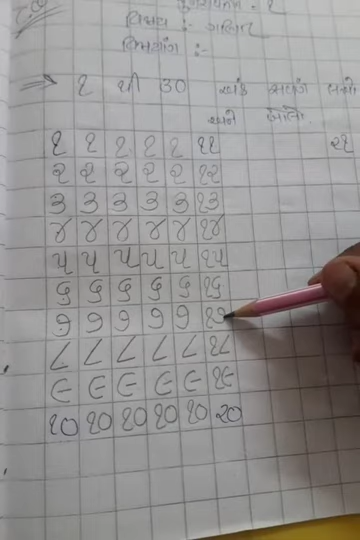 વિષય :- ગણિત
વિભાગ :-
⇒ ૧ થી ૩૦
અને બોલો.
૧ ૧ ૧ ૧ ૧ ૧૧ ૨૧
૨ ૨ ૨ ૨ ૨ ૧૨
૩ ૩ ૩ ૩ ૩ ૧૩
૪ ૪ ૪ ૪ ૪ ૧૪
૫ ૫ ૫ ૫ ૫ ૧૫
૬ ૬ ૬ ૬ ૬ ૧૬
૭ ૭ ૭ ૭ ૭ ૧૭
૮ ૮ ૮ ૮ ૮ ૧૮
૯ ૯ ૯ ૯ ૯ ૧૯
૧૦ ૧૦ ૧૦ ૧૦ ૧૦ ૨૦